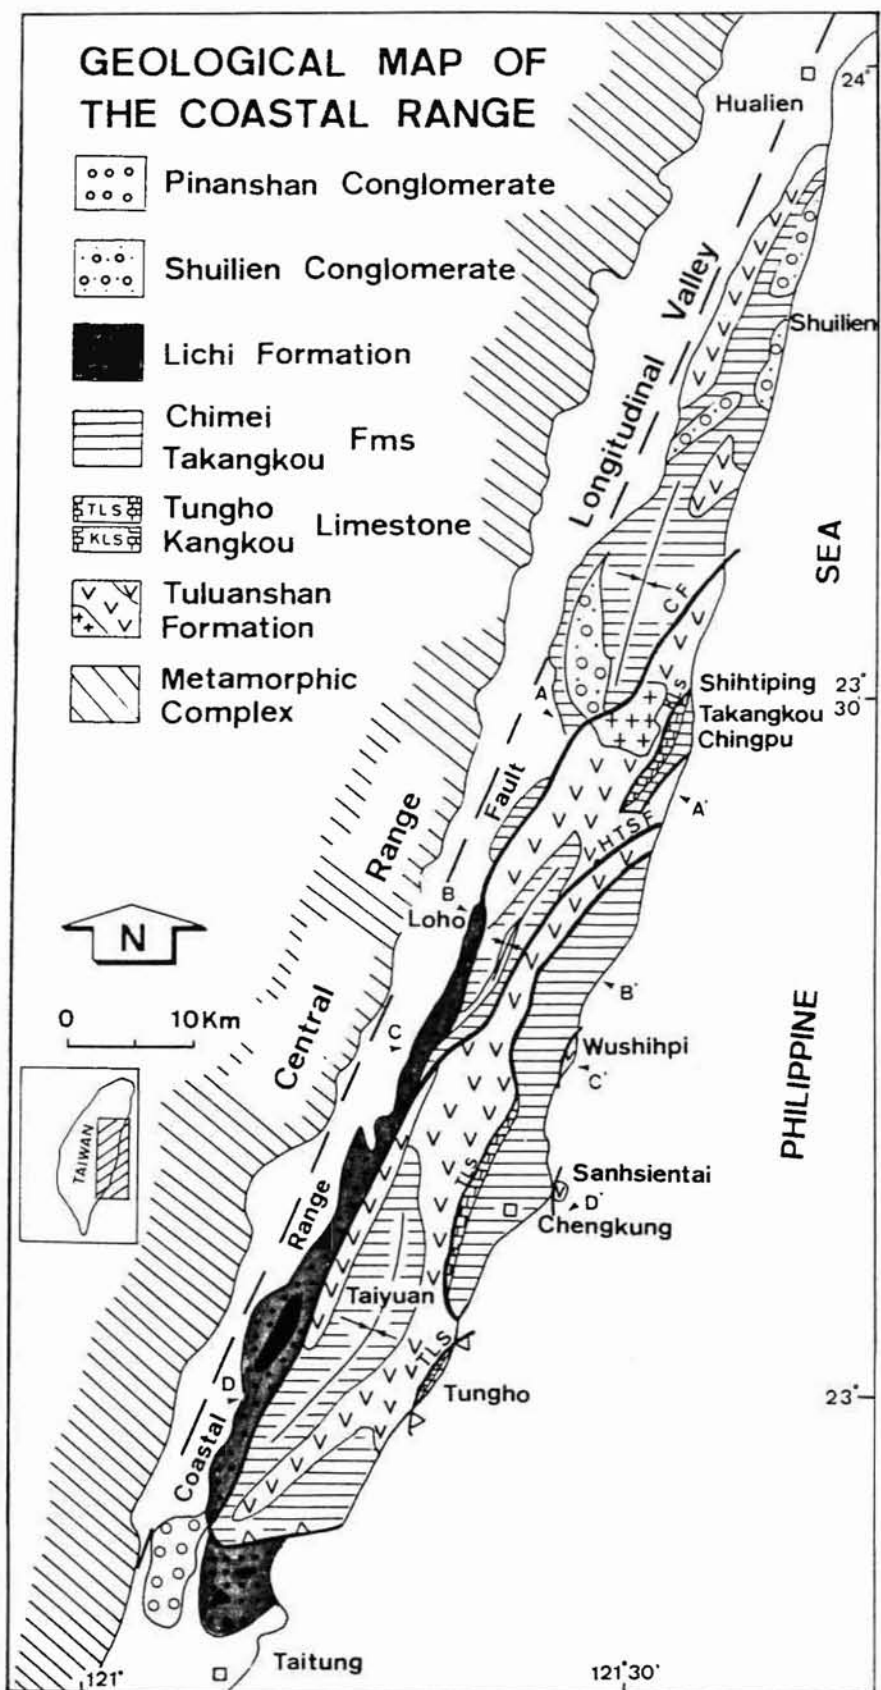 GEOLOGICAL MAP OF
THE COASTAL RANGE
Pinanshan Conglomerate
Shuilien Conglomerate
Lichi Formation
Chimei
Takangkou Fms
TLS Tungho
KLS Kangkou Limestone
Tuluanshan
Formation
Metamorphic
Complex
24°
Hualien
Longitudinal Valley
Shuilien
SEA
CF
KLS
Shihtiping 23°
Takangkou 30'
Chingpu
A
A'
Fault
HTSF
Range
B
Loho
B'
N
0 10Km
Central
C
Wushihpi
C'
PHILIPPINE
TAIWAN
TLS
Sanhsientai
D'
Chengkung
Range
Taiyuan
TLS
Tungho
23°
D
Coastal
Taitung
121°
121°30'